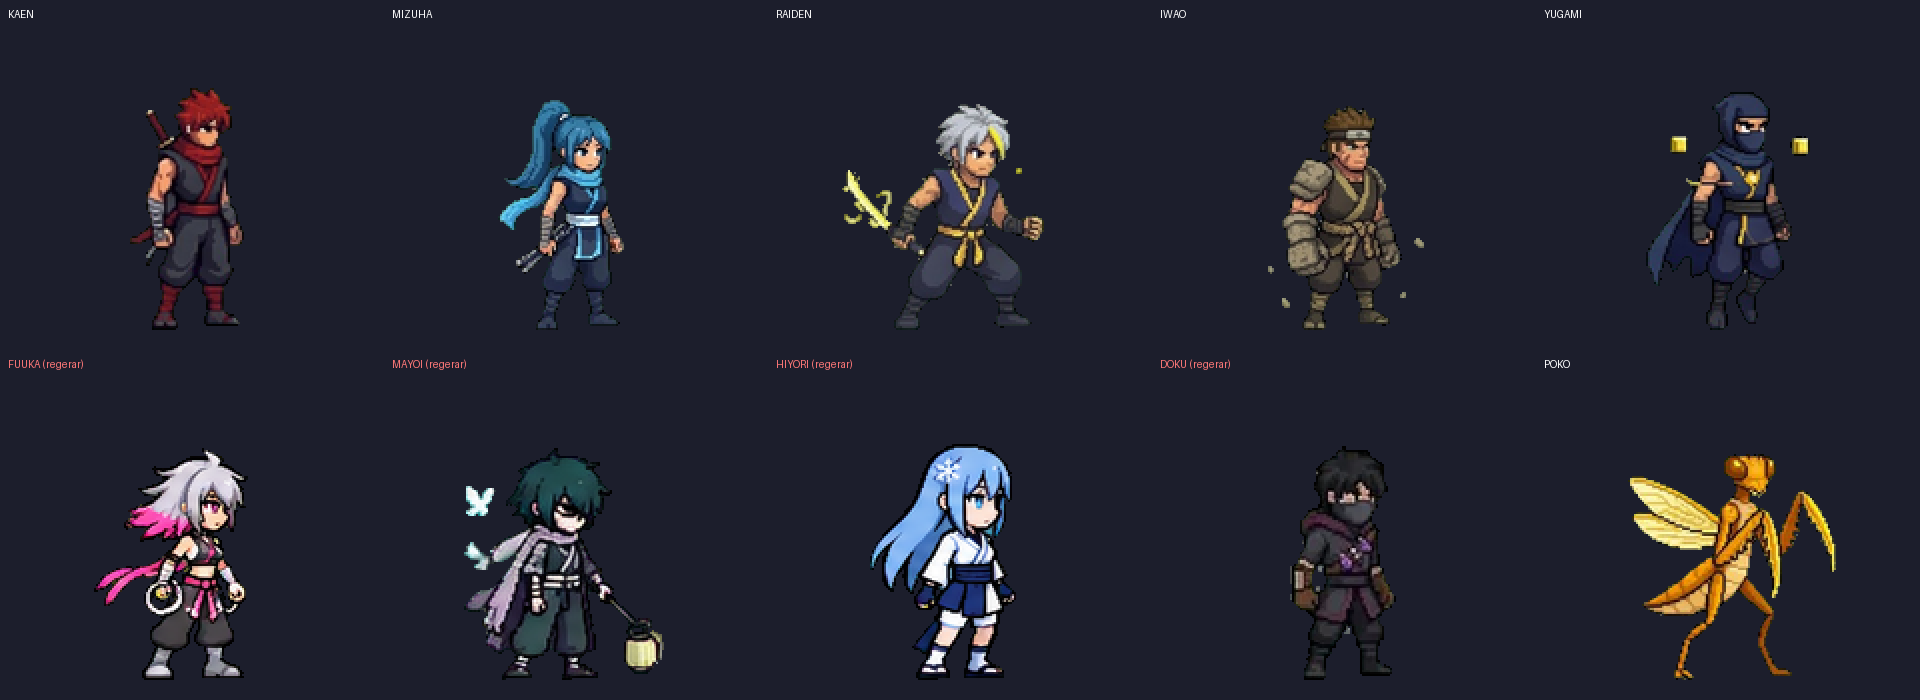 KAEN
MIZUHA
RAIDEN
IWAO
YUGAMI
FUUKA (regerar)
MAYOI (regerar)
HIYORI (regerar)
DOKU (regerar)
POKO